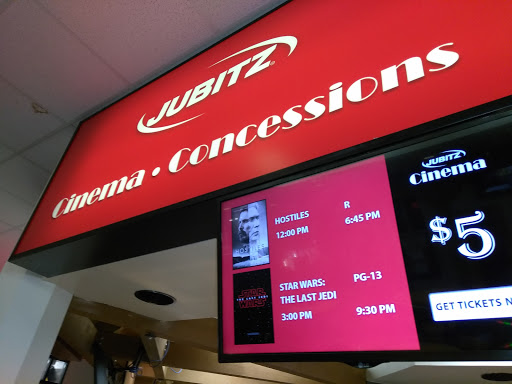 JUBITZ
Cinema • Concessions
HOSTILES R
12:00 PM 6:45 PM
STAR WARS: PG-13
THE LAST JEDI
3:00 PM 9:30 PM
JUBITZ
Cinema
$5
GET TICKETS